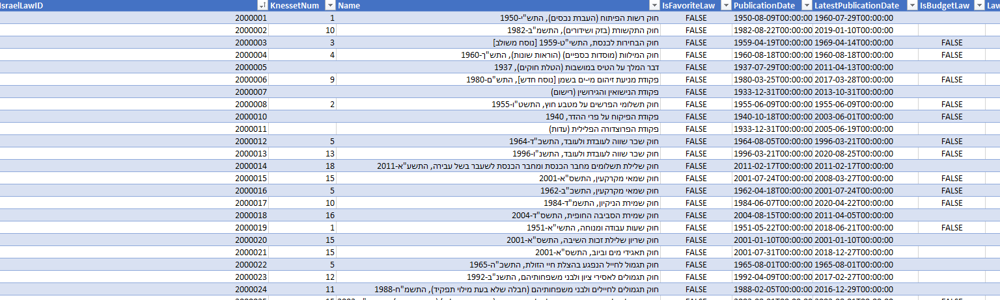 IsraelLawID KnessetNum Name IsFavoriteLaw PublicationDate LatestPublicationDate IsBudgetLaw Law
2000001 1 חוק רשות הפיתוח (העברת נכסים), התש"י-1950 FALSE 1950-08-09T00:00:00 1960-07-29T00:00:00
2000002 10 חוק התקשורת (בזק ושידורים), התשמ"ב-1982 FALSE 1982-08-22T00:00:00 2019-01-10T00:00:00
2000003 3 חוק הבחירות לכנסת, התשי"ט-1959 [נוסח משולב] FALSE 1959-04-19T00:00:00 1969-04-14T00:00:00 FALSE
2000004 4 חוק המילוות (מוסדות כספיים) (הוראות שונות), התש"ך-1960 FALSE 1960-08-18T00:00:00 1960-08-18T00:00:00 FALSE
2000005 דבר המלך על הטיס במושבות (הטלת חוקים), 1937 FALSE 1937-07-29T00:00:00 2011-04-13T00:00:00
2000006 9 פקודת מניעת זיהום מי-ים בשמן [נוסח חדש], התש"ם-1980 FALSE 1980-03-25T00:00:00 2017-03-28T00:00:00 FALSE
2000007 פקודת הנישואין והגירושין (רישום) FALSE 1933-12-31T00:00:00 2013-10-31T00:00:00
2000008 2 חוק תשלומי הפרשים על מטבע חוץ, התשט"ו-1955 FALSE 1955-06-09T00:00:00 1955-06-09T00:00:00 FALSE
2000010 פקודת הפיקוח על פרי ההדר, 1940 FALSE 1940-10-18T00:00:00 2003-06-01T00:00:00 FALSE
2000011 פקודת הפרוצדורה הפלילית (עדות) FALSE 1933-12-31T00:00:00 2005-06-19T00:00:00
2000012 5 חוק שכר שווה לעובדת ולעובד, התשכ"ד-1964 FALSE 1964-08-05T00:00:00 1996-03-21T00:00:00 FALSE
2000013 13 חוק שכר שווה לעובדת ולעובד, התשנ"ו-1996 FALSE 1996-03-21T00:00:00 2020-08-25T00:00:00 FALSE
2000014 18 חוק שלילת תשלומים מחבר הכנסת ומחבר הכנסת לשעבר בשל עבירה, התשע"א-2011 FALSE 2011-02-17T00:00:00 2011-02-17T00:00:00
2000015 15 חוק שמאי מקרקעין, התשס"א-2001 FALSE 2001-07-24T00:00:00 2008-03-27T00:00:00 FALSE
2000016 5 חוק שמאי מקרקעין, התשכ"ב-1962 FALSE 1962-04-18T00:00:00 2001-07-24T00:00:00 FALSE
2000017 10 חוק שמירת הניקיון, התשמ"ד-1984 FALSE 1984-06-07T00:00:00 2020-04-22T00:00:00 FALSE
2000018 16 חוק שמירת הסביבה החופית, התשס"ד-2004 FALSE 2004-08-15T00:00:00 2011-04-05T00:00:00
2000019 1 חוק שעות עבודה ומנוחה, התשי"א-1951 FALSE 1951-05-22T00:00:00 2018-06-21T00:00:00 FALSE
2000020 15 חוק שריון שלילת זכות השיבה, התשס"א-2001 FALSE 2001-01-10T00:00:00 2001-01-10T00:00:00
2000021 15 חוק תאגידי מים וביוב, התשס"א-2001 FALSE 2001-07-31T00:00:00 2018-12-27T00:00:00
2000022 5 חוק תגמול לחייל הנפגע בהצלת חיי הזולת, התשכ"ה-1965 FALSE 1965-08-01T00:00:00 1965-08-01T00:00:00
2000023 12 חוק תגמולים לאסירי ציון ולבני משפחותיהם, התשנ"ב-1992 FALSE 1992-04-09T00:00:00 2017-02-27T00:00:00
2000024 11 חוק תגמולים לחיילים ולבני משפחותיהם (חבלה שלא בעת מילוי תפקיד), התשמ"ח-1988 FALSE 1988-02-05T00:00:00 2016-12-29T00:00:00